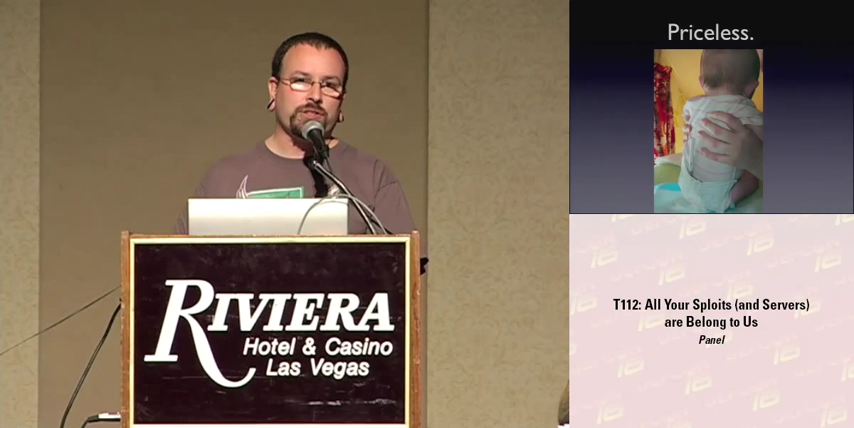 Priceless.
RIVIERA
Hotel & Casino
Las Vegas
T112: All Your Sploits (and Servers)
are Belong to Us
Panel